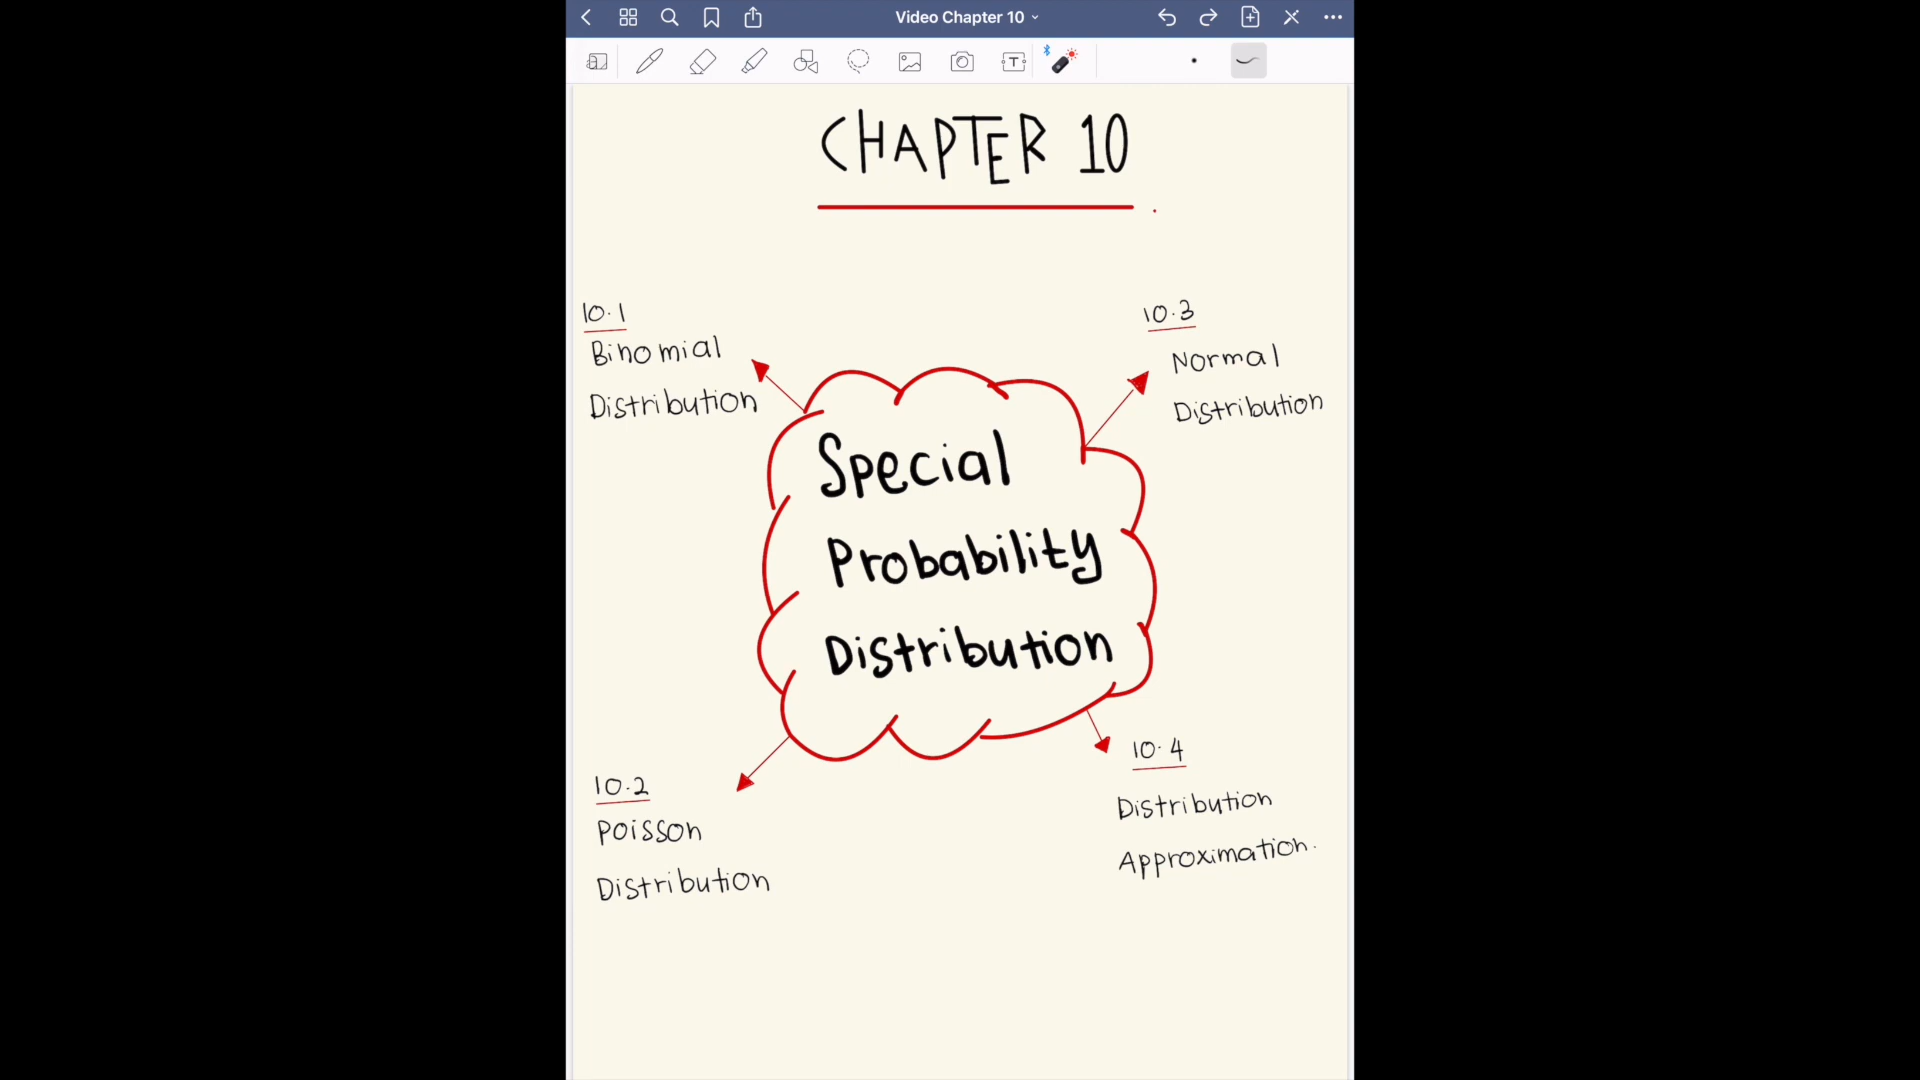 Video Chapter 10
CHAPTER 10
10.1
Binomial
Distribution
10.3
Normal
Distribution
Special
Probability
Distribution
10.2
Poisson
Distribution
10.4
Distribution
Approximation.